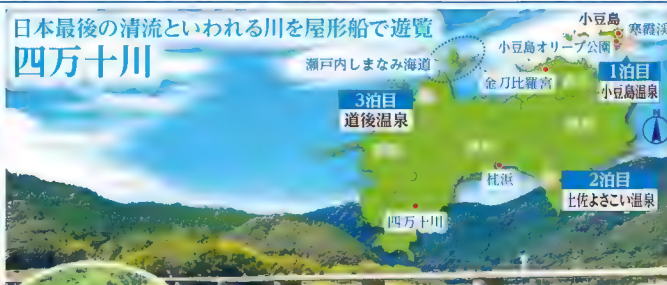 日本最後の清流といわれる川を屋形船で遊覧
四万十川
小豆島
寒霞渓
小豆島オリーブ公園
瀬戸内しまなみ海道
金刀比羅宮
1泊目
小豆島温泉
3泊目
道後温泉
N
桂浜
2泊目
土佐よさこい温泉
四万十川